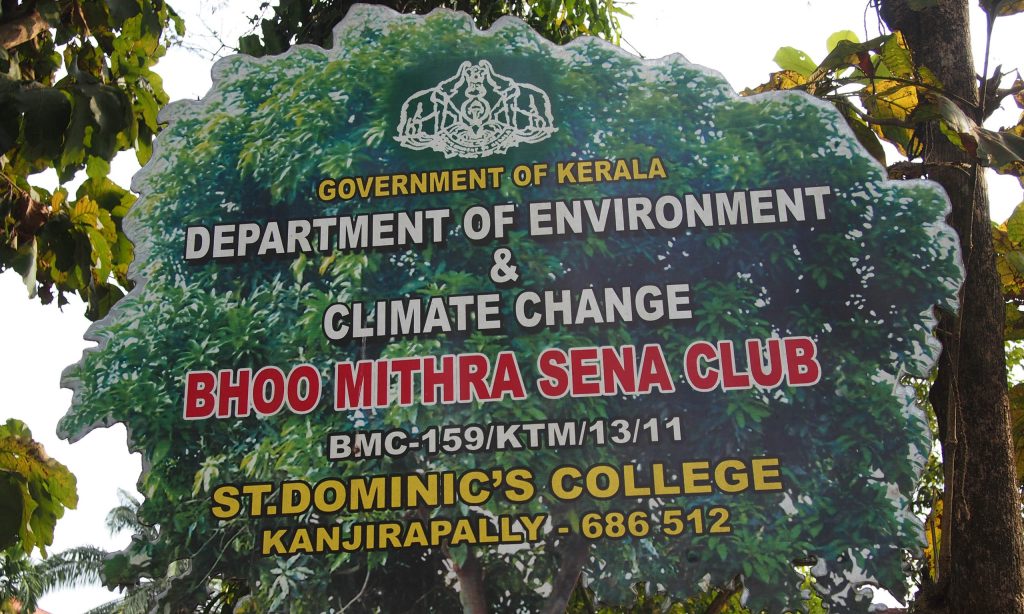 GOVERNMENT OF KERALA
DEPARTMENT OF ENVIRONMENT
&
CLIMATE CHANGE
BHOO MITHRA SENA CLUB
BMC-159/KTM/13/11
ST.DOMINIC'S COLLEGE
KANJIRAPALLY - 686 512